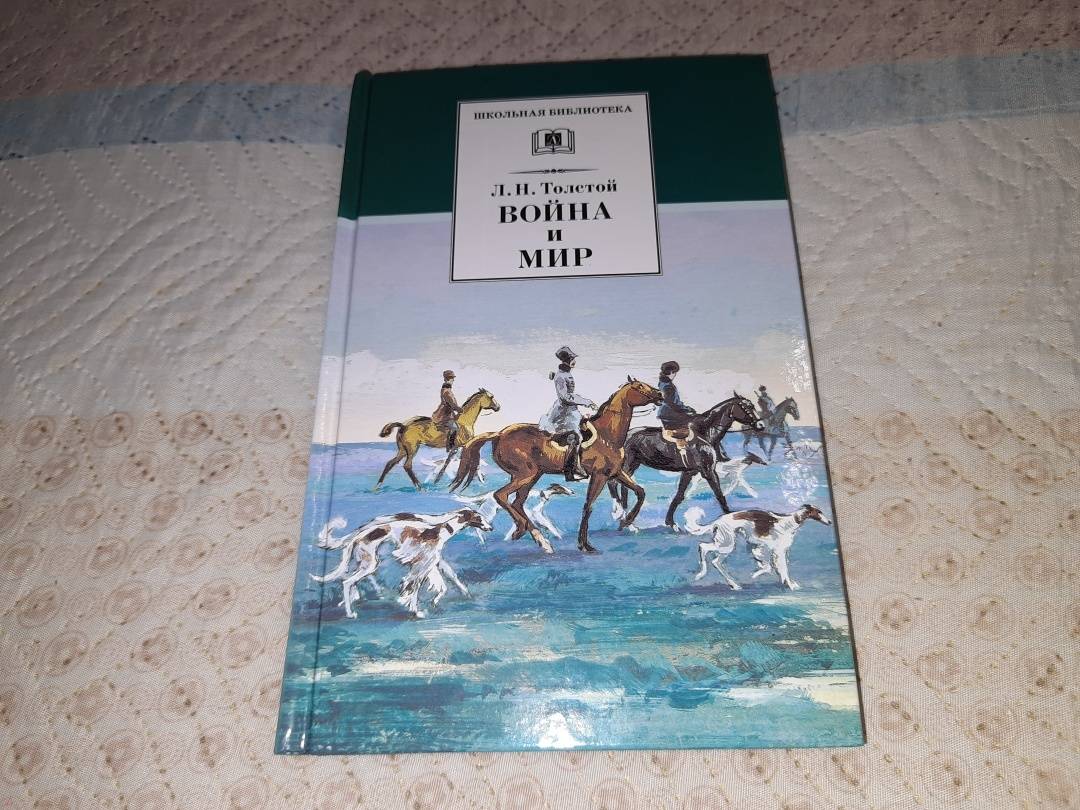 ШКОЛЬНАЯ БИБЛИОТЕКА
Л. Н. Толстой
ВОЙНА
и
МИР